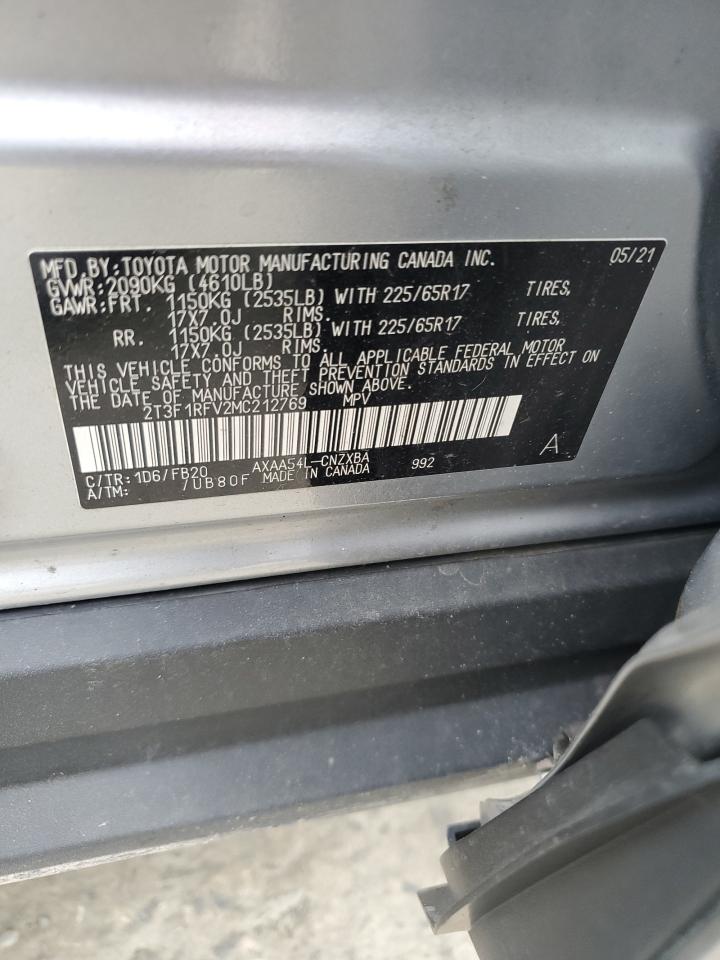 MFD.BY:TOYOTA MOTOR MANUFACTURING CANADA INC. 05/21
GVWR:2090KG (4610LB)
GAWR:FRT. 1150KG (2535LB) WITH 225/65R17 TIRES,
17X7.0J RIMS.
RR. 1150KG (2535LB) WITH 225/65R17 TIRES,
17X7.0J RIMS.
THIS VEHICLE CONFORMS TO ALL APPLICABLE FEDERAL MOTOR
VEHICLE SAFETY AND THEFT PREVENTION STANDARDS IN EFFECT ON
THE DATE OF MANUFACTURE SHOWN ABOVE.
2T3F1RFV2MC212769 MPV
C/TR:1D6/FB20 AXAA54L-CNZXBA 992 A
A/TM: /UB80F MADE IN CANADA